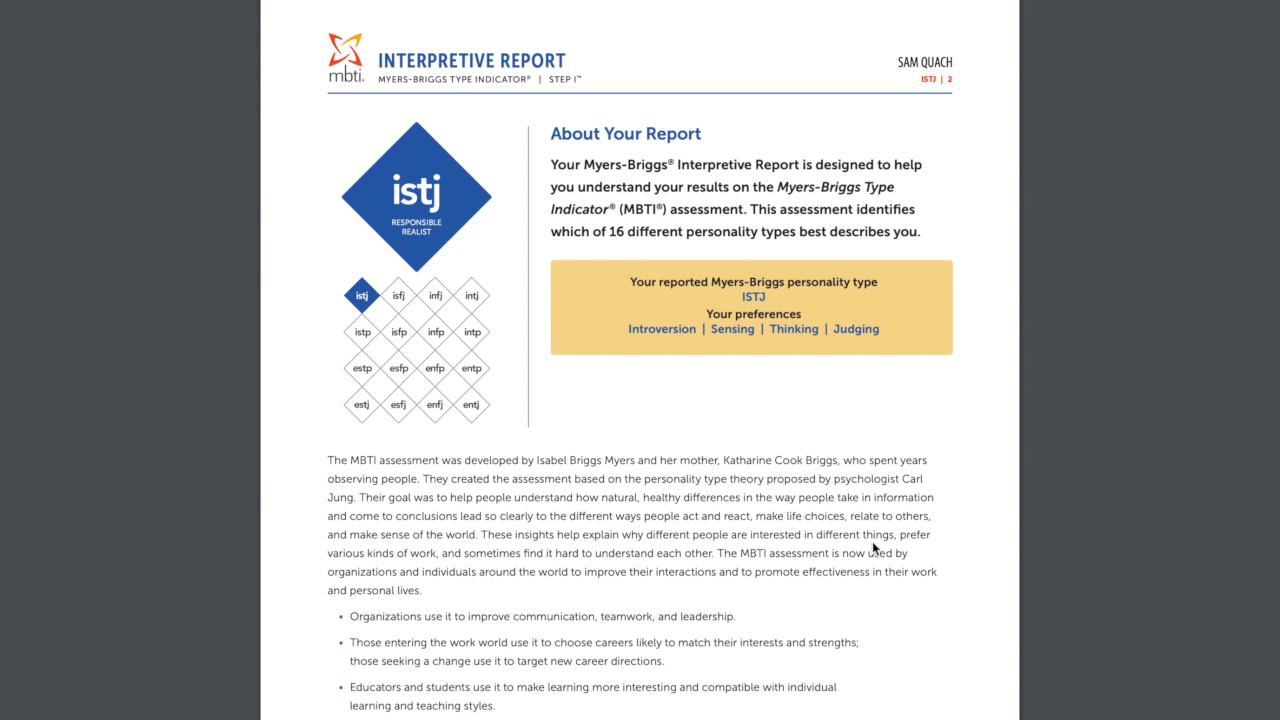 mbti®
INTERPRETIVE REPORT
MYERS-BRIGGS TYPE INDICATOR® | STEP I™
SAM QUACH
ISTJ | 2
istj
RESPONSIBLE
REALIST
istj isfj infj intj
istp isfp infp intp
estp esfp enfp entp
estj esfj enfj entj
About Your Report
Your Myers-Briggs® Interpretive Report is designed to help
you understand your results on the Myers-Briggs Type
Indicator® (MBTI®) assessment. This assessment identifies
which of 16 different personality types best describes you.
Your reported Myers-Briggs personality type
ISTJ
Your preferences
Introversion | Sensing | Thinking | Judging
The MBTI assessment was developed by Isabel Briggs Myers and her mother, Katharine Cook Briggs, who spent years
observing people. They created the assessment based on the personality type theory proposed by psychologist Carl
Jung. Their goal was to help people understand how natural, healthy differences in the way people take in information
and come to conclusions lead so clearly to the different ways people act and react, make life choices, relate to others,
and make sense of the world. These insights help explain why different people are interested in different things, prefer
various kinds of work, and sometimes find it hard to understand each other. The MBTI assessment is now used by
organizations and individuals around the world to improve their interactions and to promote effectiveness in their work
and personal lives.
• Organizations use it to improve communication, teamwork, and leadership.
• Those entering the work world use it to choose careers likely to match their interests and strengths;
those seeking a change use it to target new career directions.
• Educators and students use it to make learning more interesting and compatible with individual
learning and teaching styles.